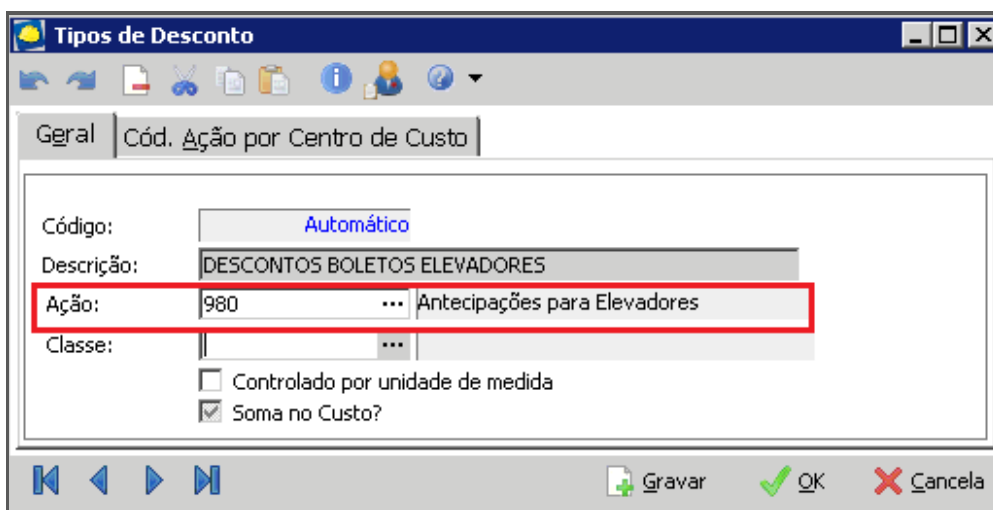 Tipos de Desconto
Geral Cód. Ação por Centro de Custo
Código: Automático
Descrição: DESCONTOS BOLETOS ELEVADORES
Ação: 980 ... Antecipações para Elevadores
Classe: ...
Controlado por unidade de medida
Soma no Custo?
Gravar OK Cancela